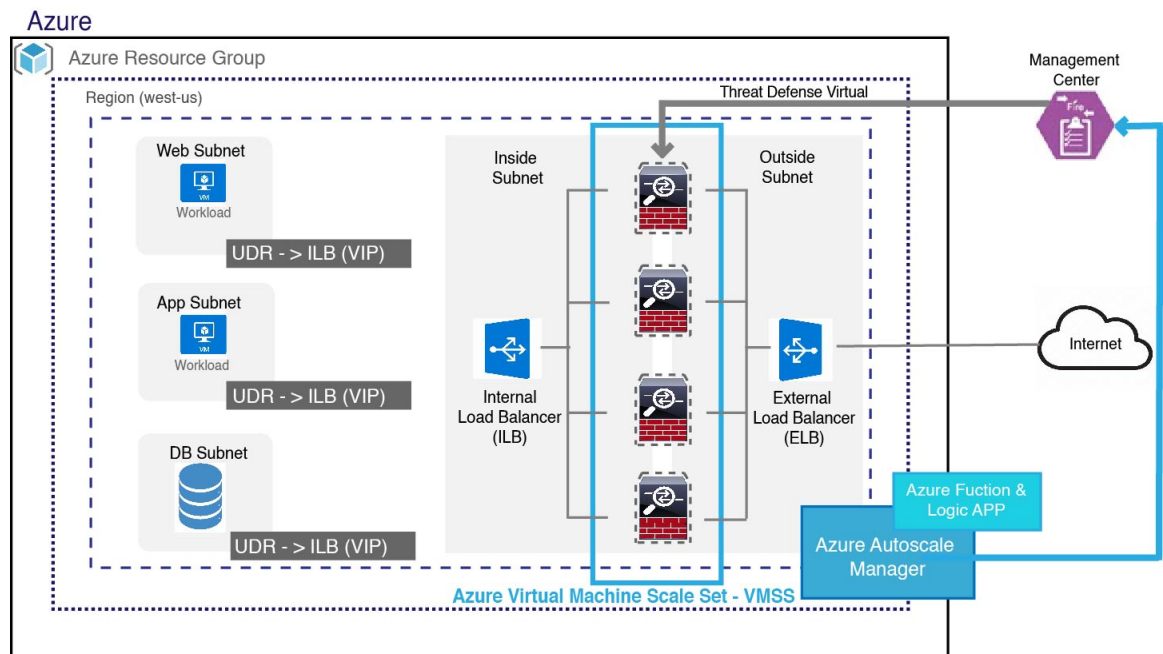 Azure
Azure Resource Group
Region (west-us)
Threat Defense Virtual
Management
Center
Fire
Web Subnet
VM
Workload
UDR - > ILB (VIP)
App Subnet
VM
Workload
UDR - > ILB (VIP)
DB Subnet
UDR - > ILB (VIP)
Inside
Subnet
Outside
Subnet
Internal
Load Balancer
(ILB)
External
Load Balancer
(ELB)
Internet
Azure Fuction &
Logic APP
Azure Autoscale
Manager
Azure Virtual Machine Scale Set - VMSS